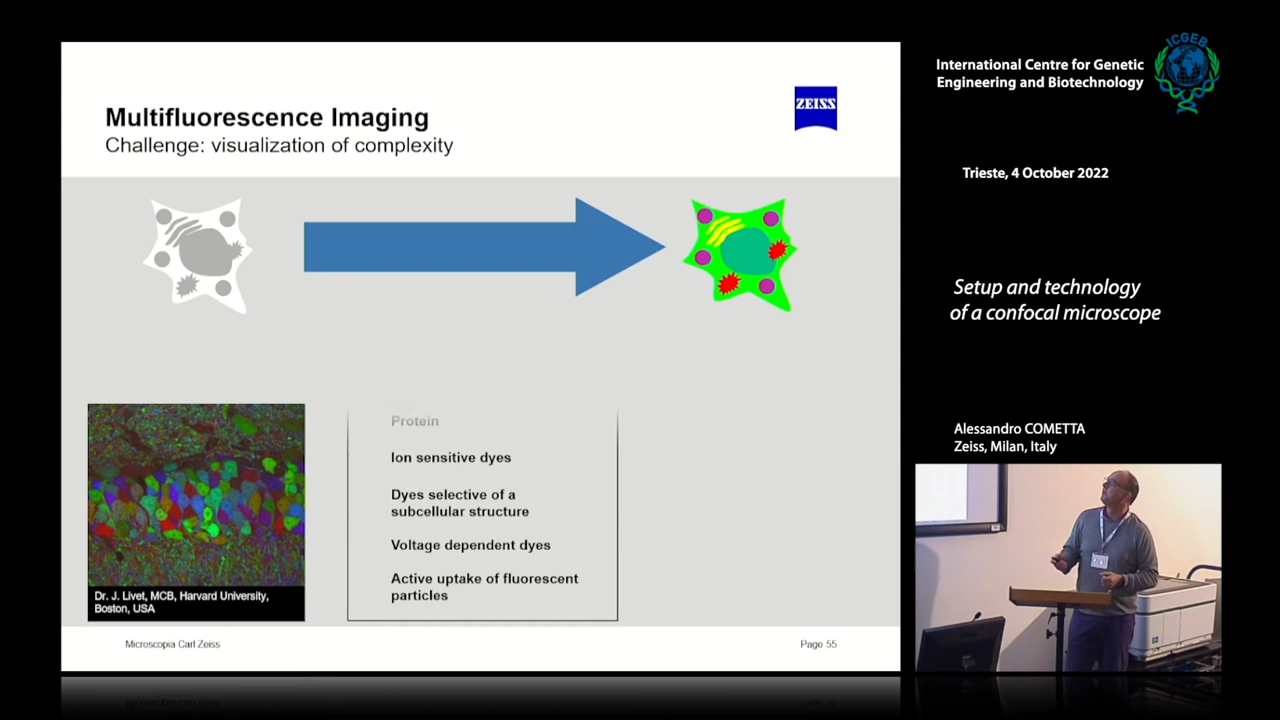 Multifluorescence Imaging
Challenge: visualization of complexity
ZEISS
Protein
Ion sensitive dyes
Dyes selective of a
subcellular structure
Voltage dependent dyes
Active uptake of fluorescent
particles
Dr. J. Livet, MCB, Harvard University,
Boston, USA
Microscopia Carl Zeiss
Page 55
International Centre for Genetic
Engineering and Biotechnology
ICGEB
Trieste, 4 October 2022
Setup and technology
of a confocal microscope
Alessandro COMETTA
Zeiss, Milan, Italy